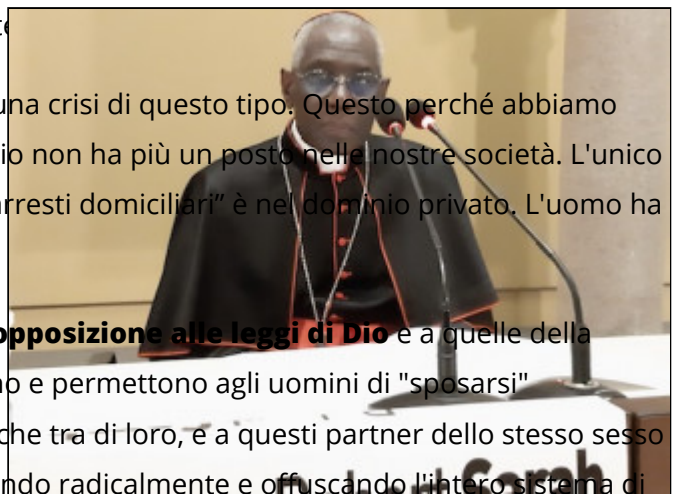 una crisi di questo tipo. Questo perché abbiamo
io non ha più un posto nelle nostre società. L'unico
arresti domiciliari” è nel dominio privato. L'uomo ha
opposizione alle leggi di Dio e a quelle della
o e permettono agli uomini di "sposarsi"
che tra di loro, e a questi partner dello stesso sesso
ndo radicalmente e offuscando l'intero sistema di
Sarah